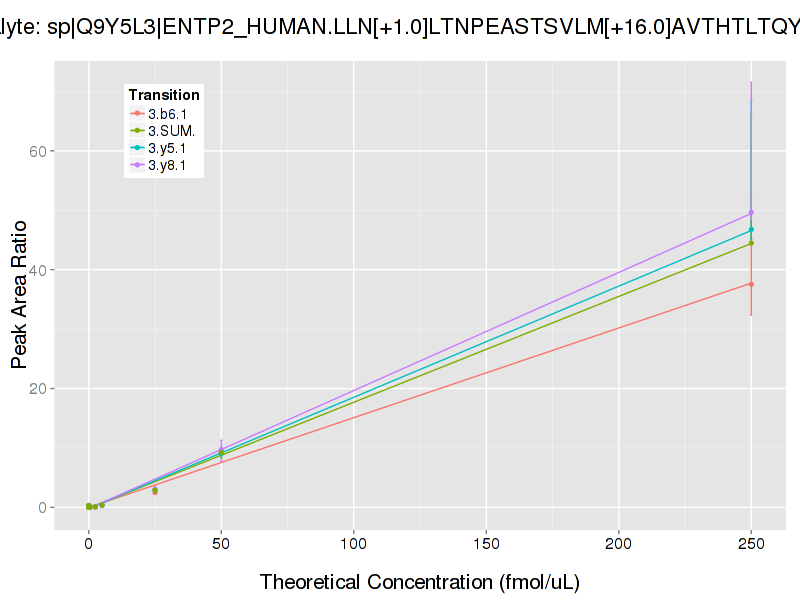 lyte: sp|Q9Y5L3|ENTP2_HUMAN.LLN[+1.0]LTNPEASTSVLM[+16.0]AVTHTLTQY
Transition
3.b6.1
3.SUM.
3.y5.1
3.y8.1
Peak Area Ratio
60
40
20
0
0 50 100 150 200 250
Theoretical Concentration (fmol/uL)